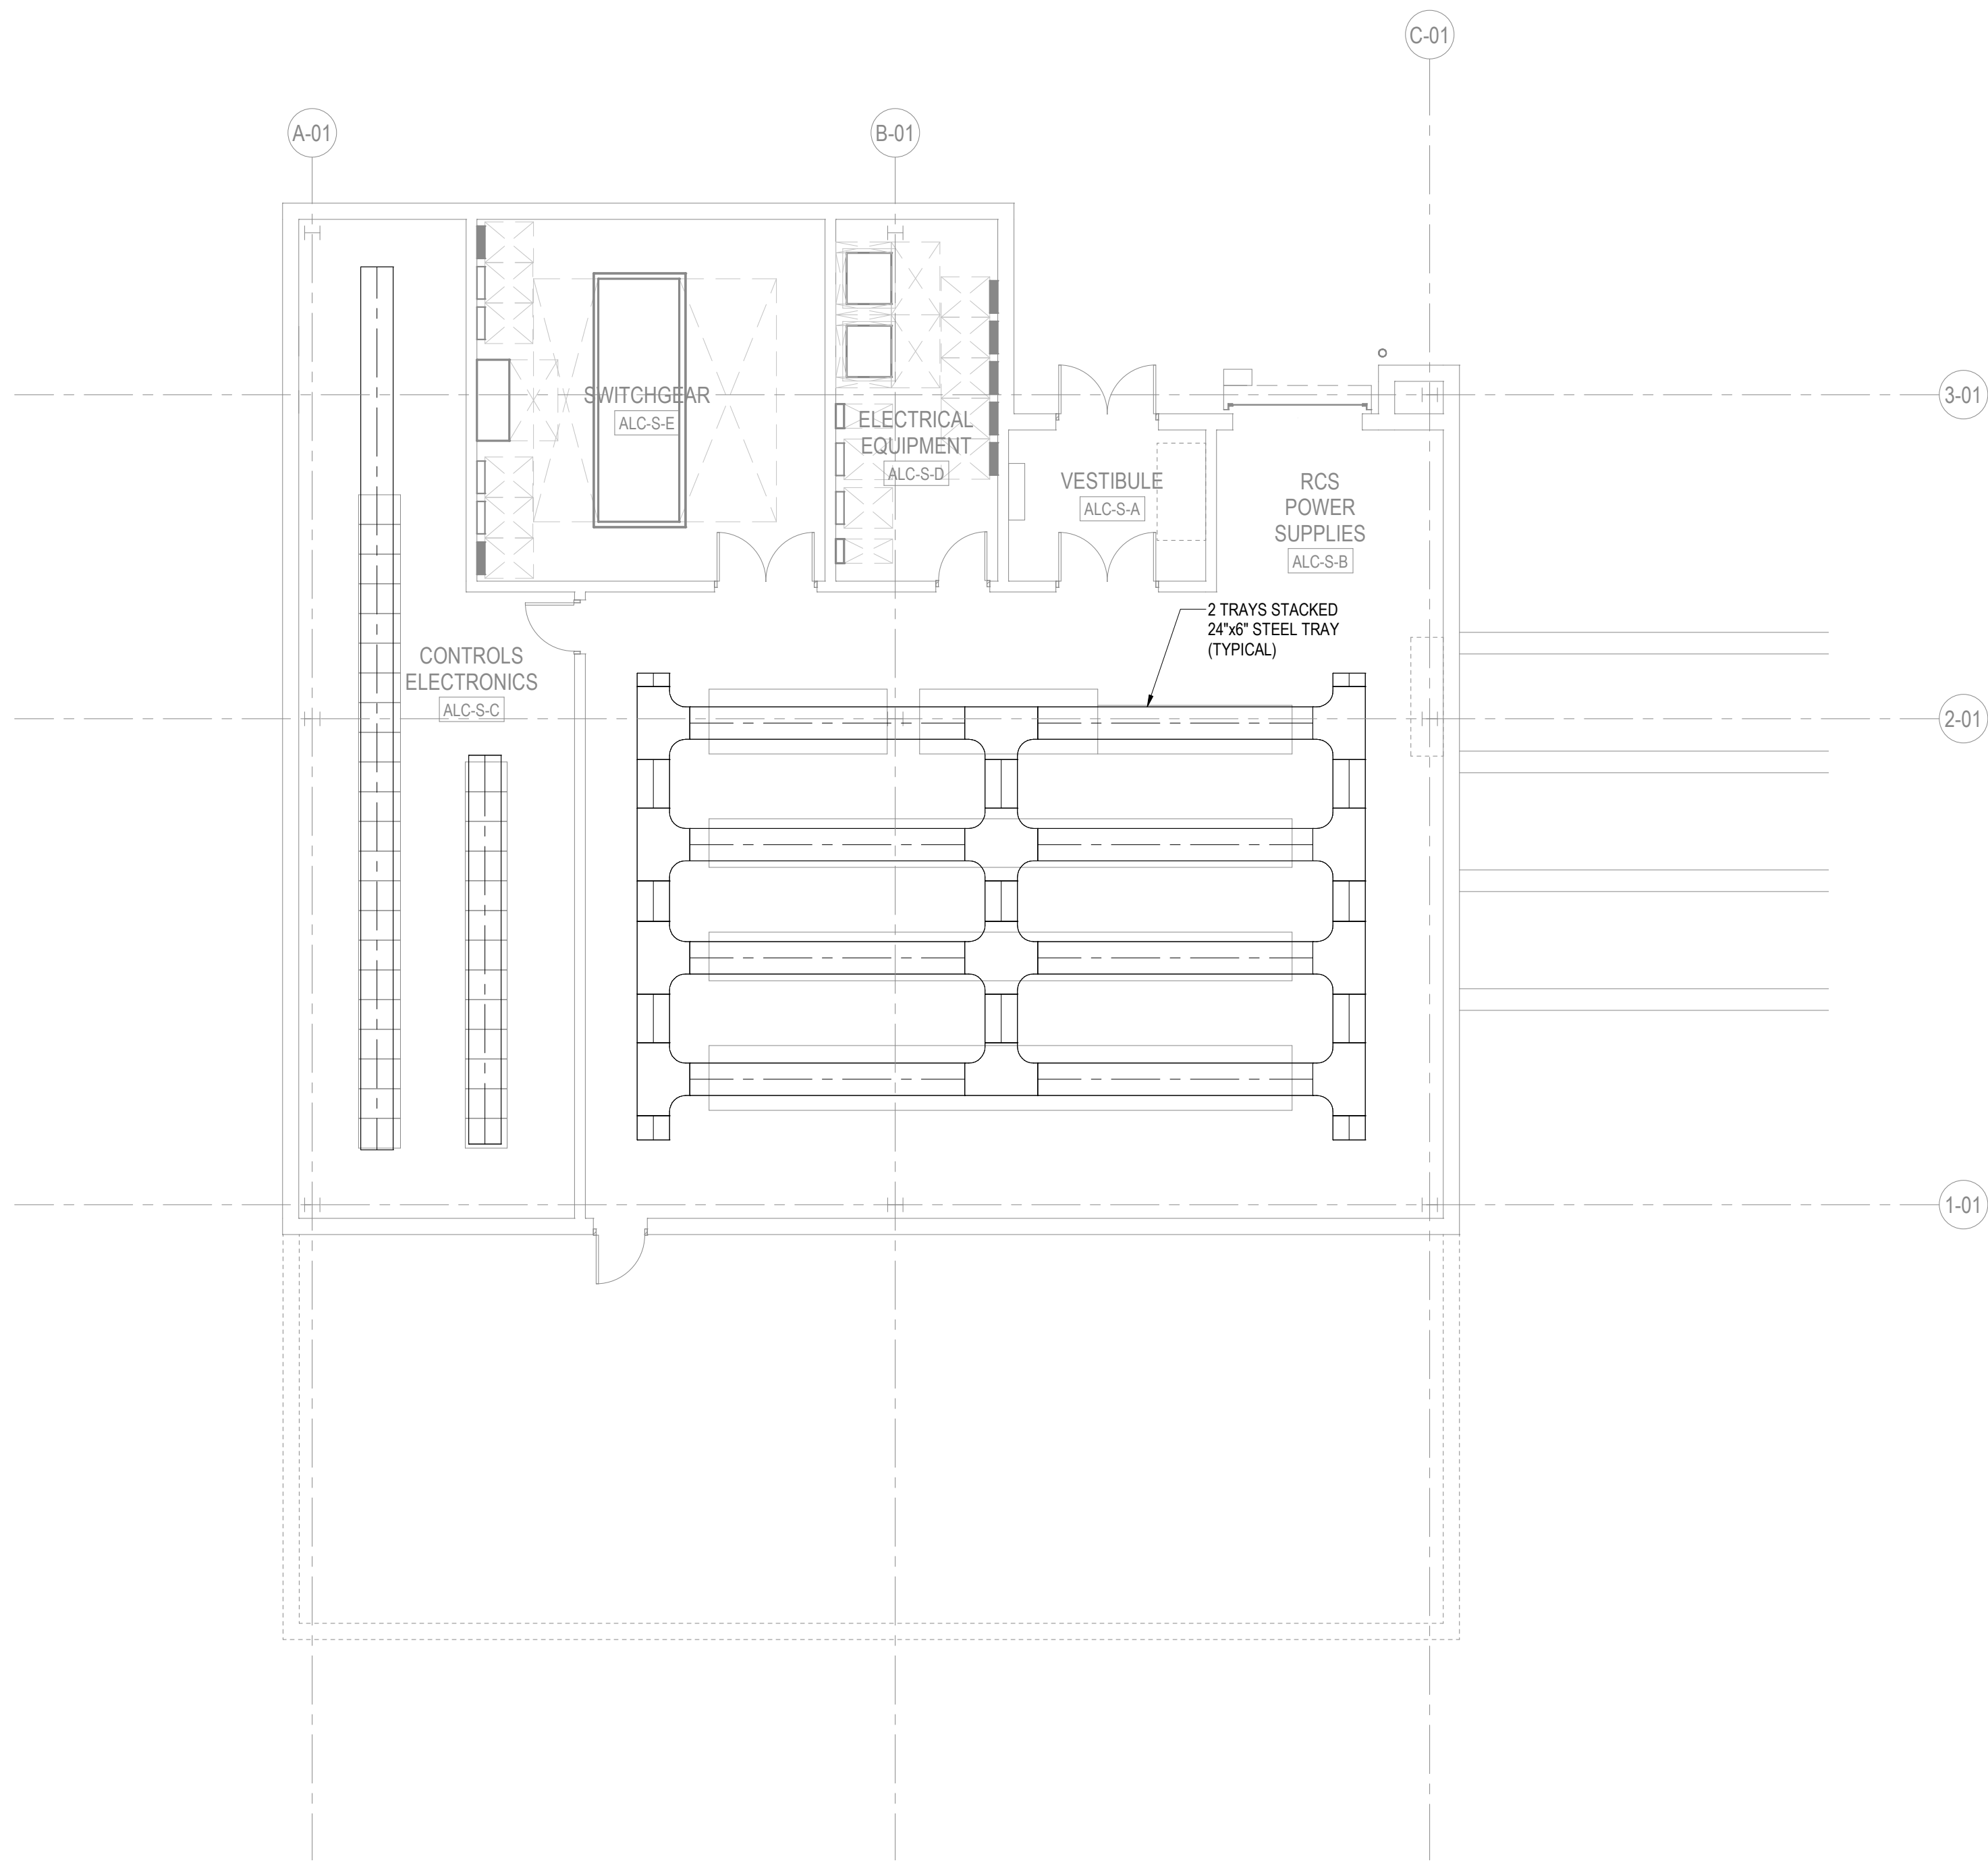 C-01
A-01
B-01
3-01
SWITCHGEAR
ALC-S-E
ELECTRICAL
EQUIPMENT
ALC-S-D
VESTIBULE
ALC-S-A
RCS
POWER
SUPPLIES
ALC-S-B
2 TRAYS STACKED
24"x6" STEEL TRAY
(TYPICAL)
CONTROLS
ELECTRONICS
ALC-S-C
2-01
1-01